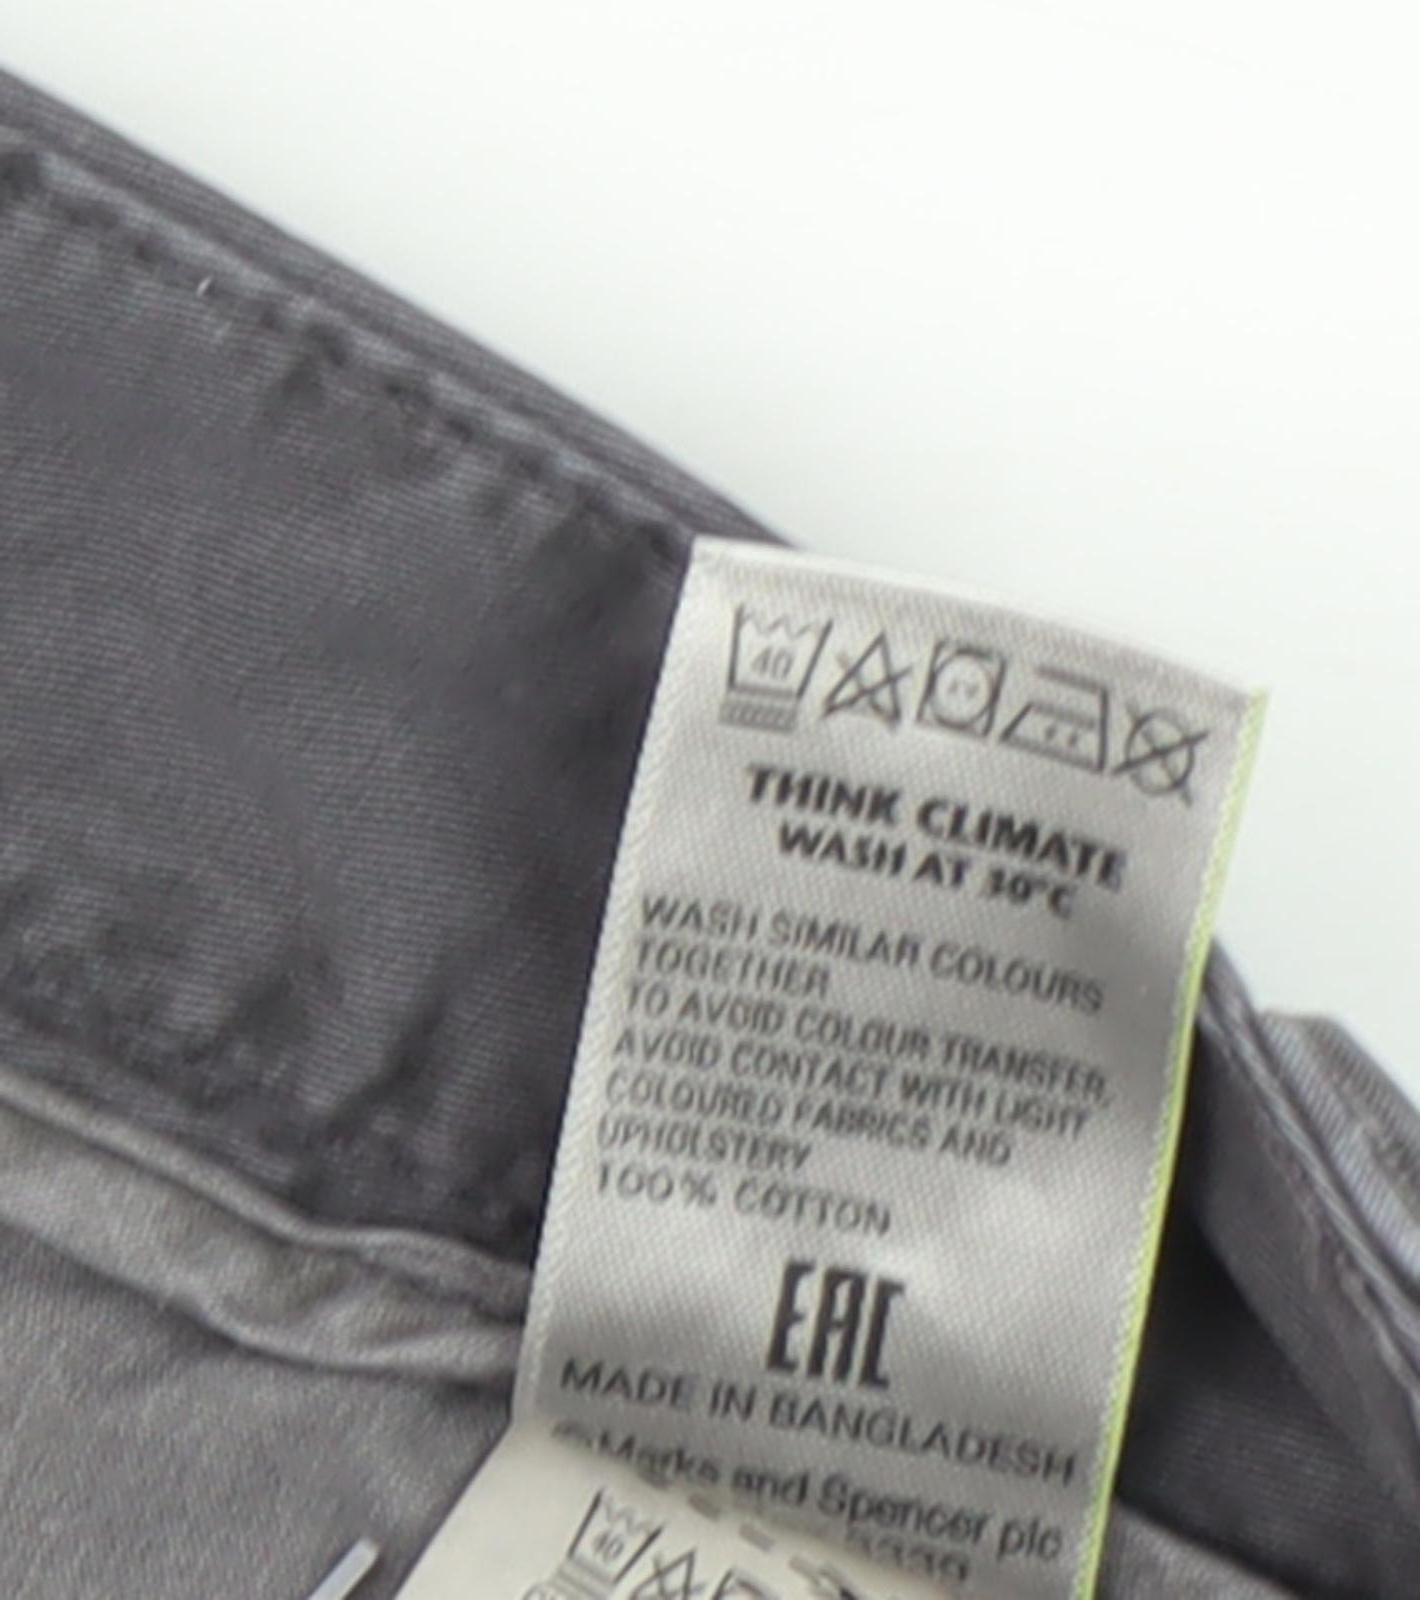 40
THINK CLIMATE
WASH AT 30°C
WASH SIMILAR COLOURS
TOGETHER
TO AVOID COLOUR TRANSFER,
AVOID CONTACT WITH LIGHT
COLOURED FABRICS AND
UPHOLSTERY
100% COTTON
EAC
MADE IN BANGLADESH
©Marks and Spencer plc
40